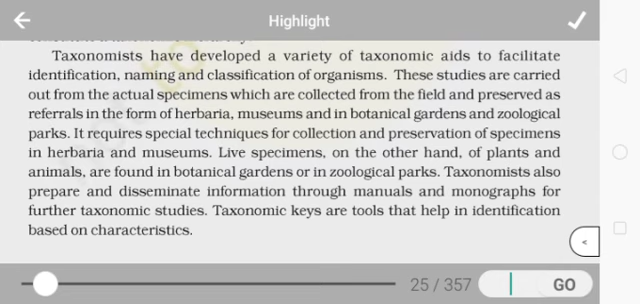 Highlight
Taxonomists have developed a variety of taxonomic aids to facilitate
identification, naming and classification of organisms. These studies are carried
out from the actual specimens which are collected from the field and preserved as
referrals in the form of herbaria, museums and in botanical gardens and zoological
parks. It requires special techniques for collection and preservation of specimens
in herbaria and museums. Live specimens, on the other hand, of plants and
animals, are found in botanical gardens or in zoological parks. Taxonomists also
prepare and disseminate information through manuals and monographs for
further taxonomic studies. Taxonomic keys are tools that help in identification
based on characteristics.
25 / 357
GO